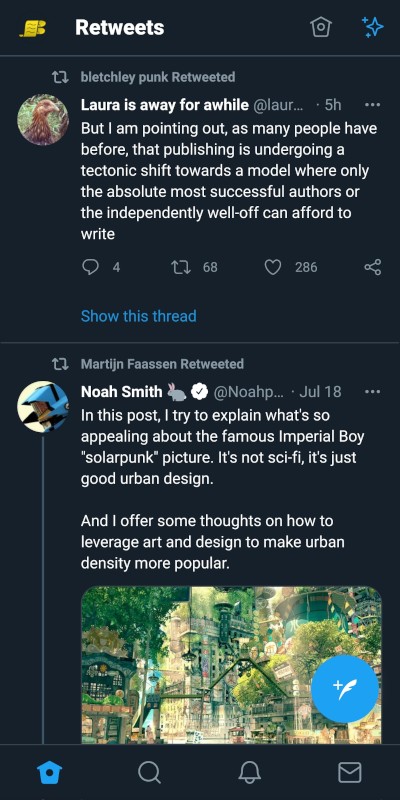 Retweets
bletchley punk Retweeted
Laura is away for awhile @laur... · 5h
But I am pointing out, as many people have
before, that publishing is undergoing a
tectonic shift towards a model where only
the absolute most successful authors or
the independently well-off can afford to
write
4 68 286
Show this thread
Martijn Faassen Retweeted
Noah Smith 🐇 @Noahp... · Jul 18
In this post, I try to explain what's so
appealing about the famous Imperial Boy
"solarpunk" picture. It's not sci-fi, it's just
good urban design.
And I offer some thoughts on how to
leverage art and design to make urban
density more popular.